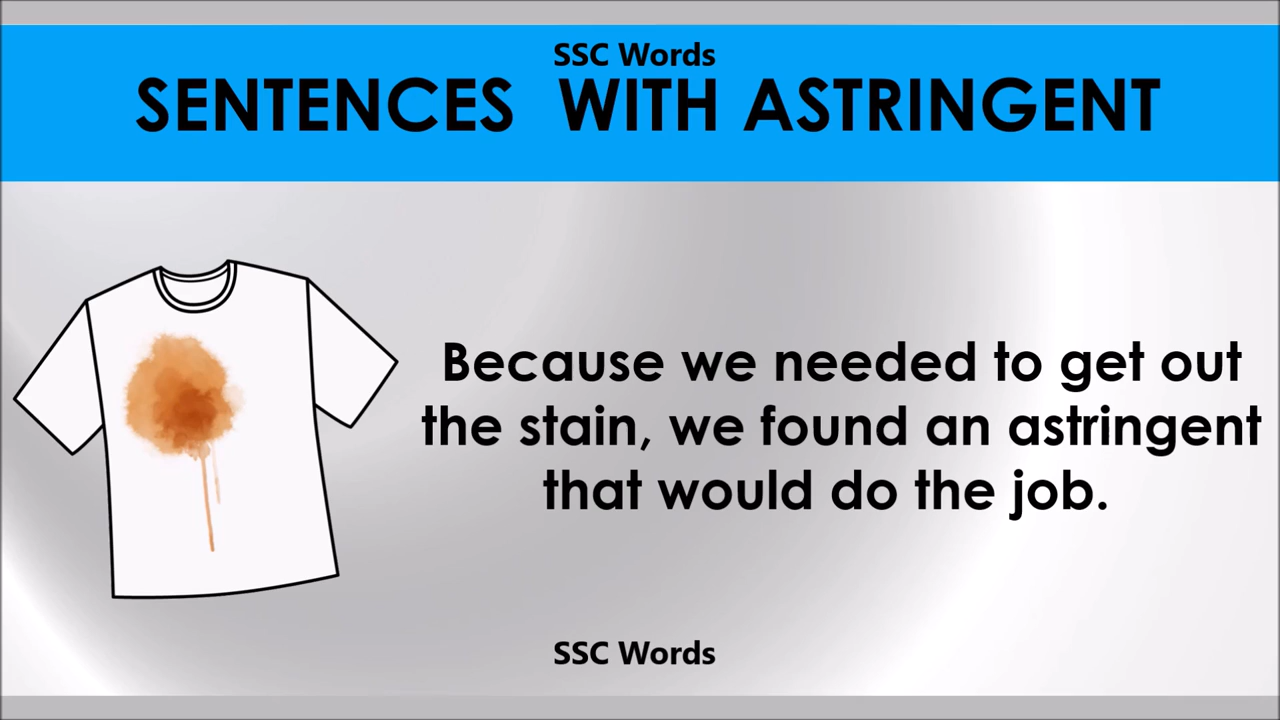 SSC Words
SENTENCES WITH ASTRINGENT
Because we needed to get out
the stain, we found an astringent
that would do the job.
SSC Words